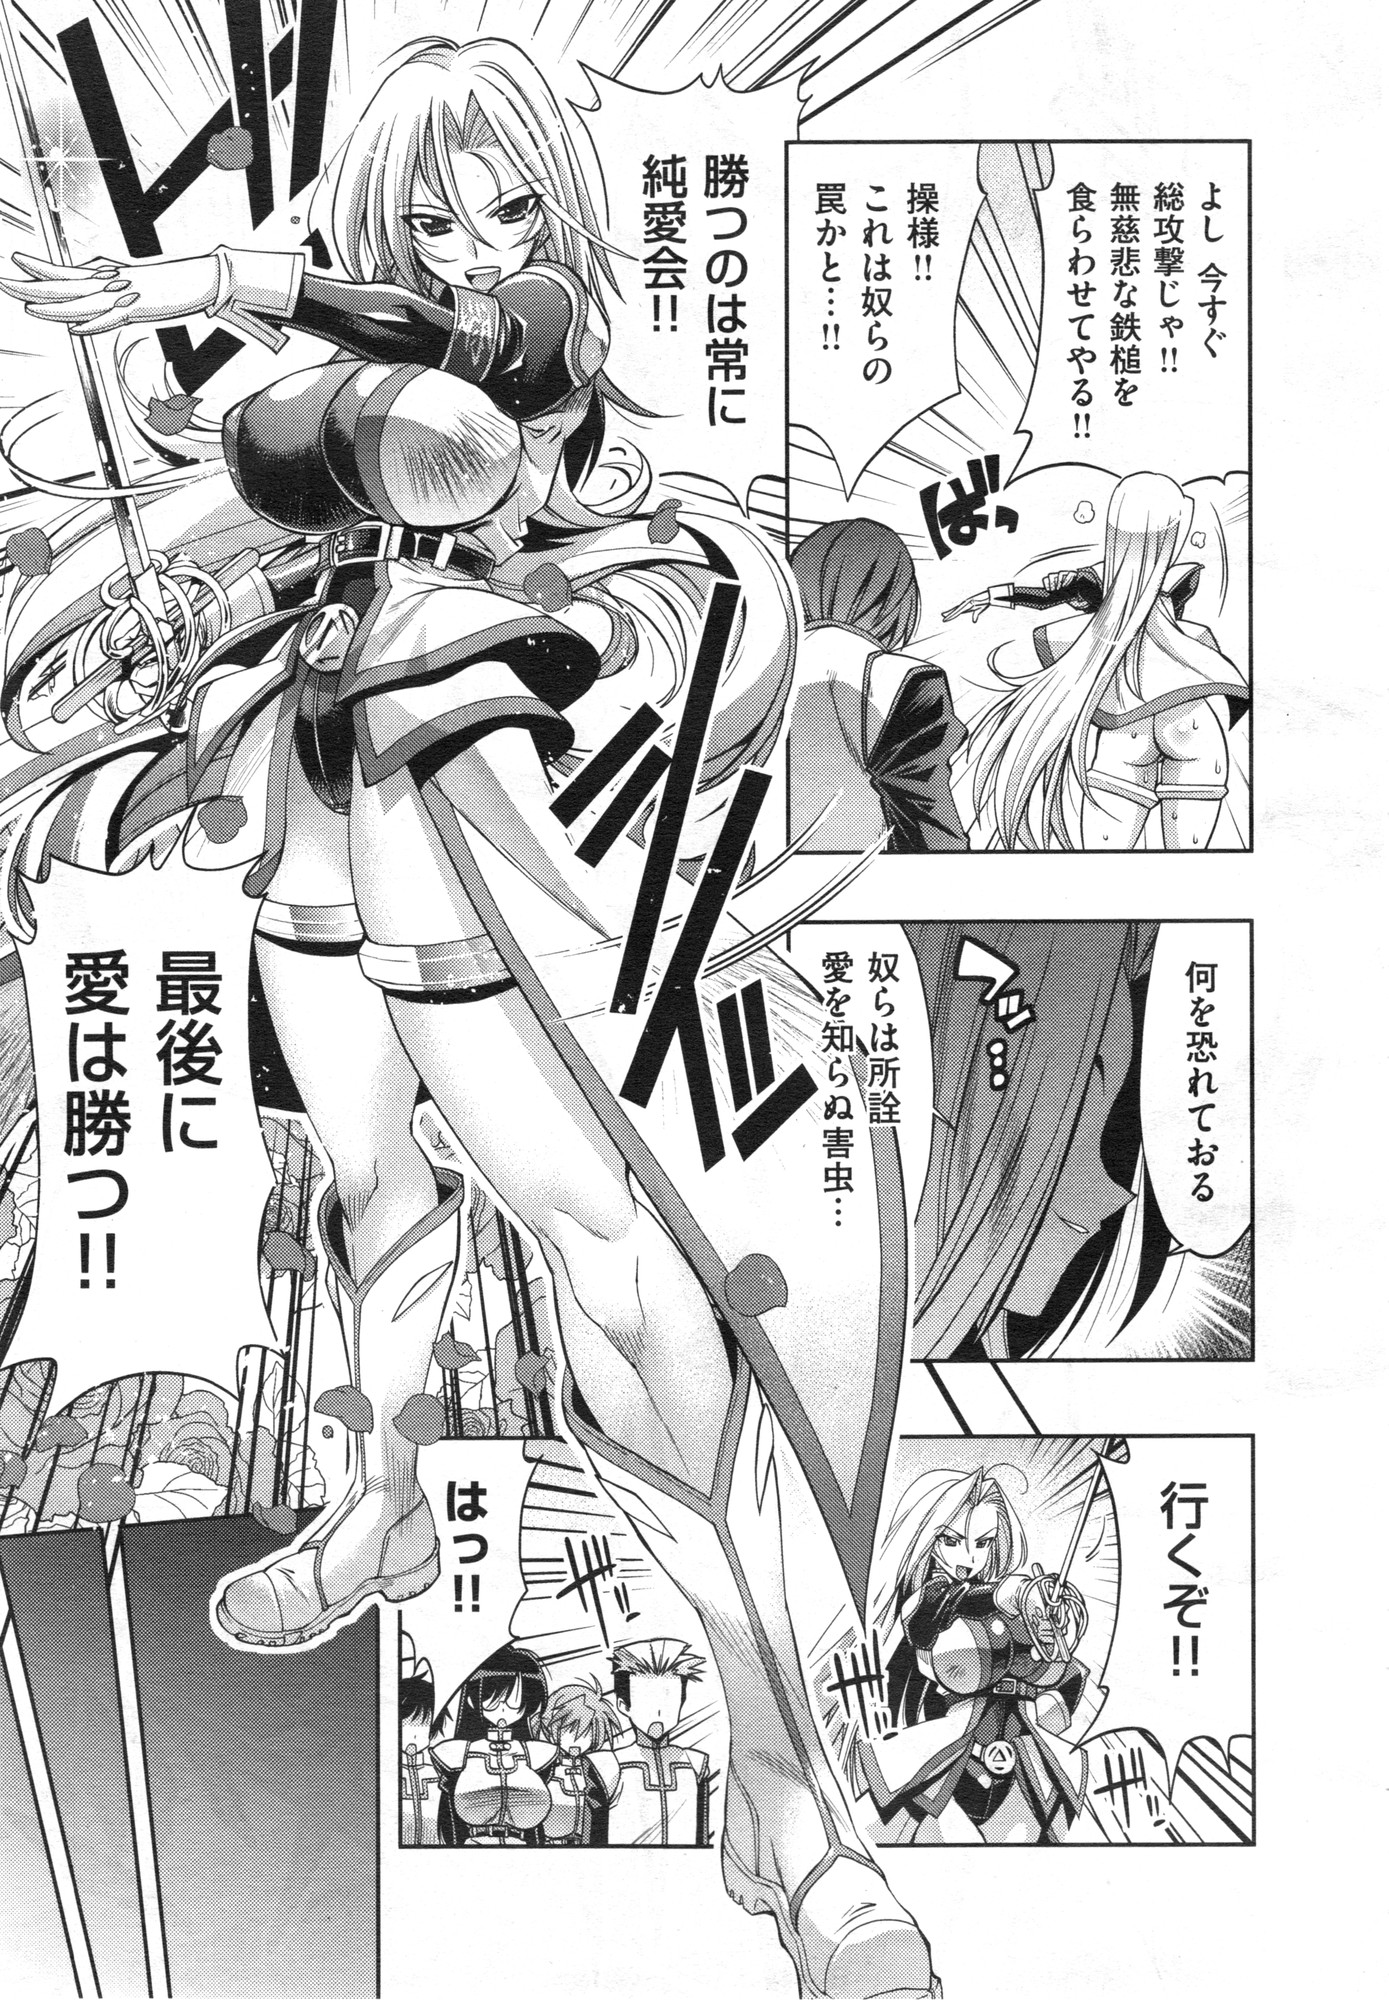 よし 今すぐ
総攻撃じゃ!!
無慈悲な鉄槌を
食らわせてやる!!
操様!!
これは奴らの
罠かと…!!
ばっ
何を恐れておる
フッ…
奴らは所詮
愛を知らぬ害虫…
勝つのは常に
純愛会!!
最後に
愛は勝つ!!
行くぞ!!
はっ!!